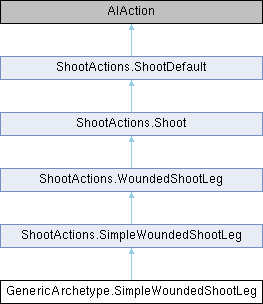 AIAction
ShootActions.ShootDefault
ShootActions.Shoot
ShootActions.WoundedShootLeg
ShootActions.SimpleWoundedShootLeg
GenericArchetype.SimpleWoundedShootLeg